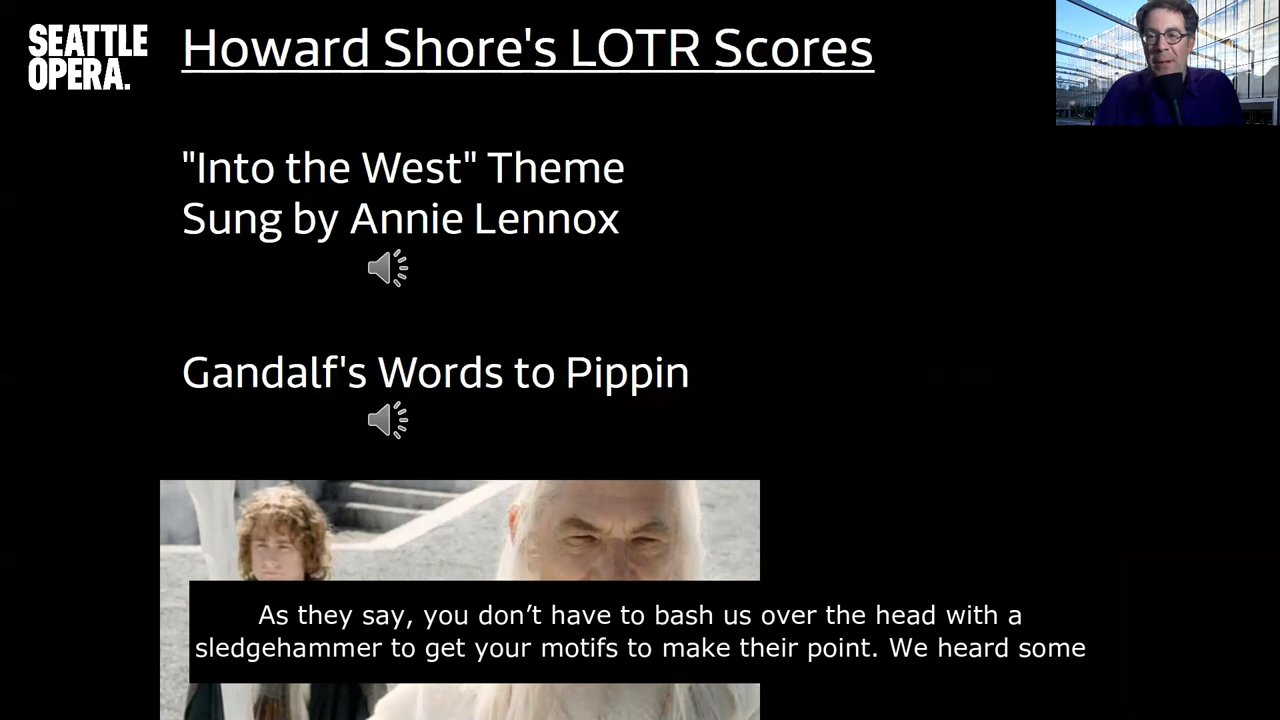 SEATTLE
OPERA.
Howard Shore's LOTR Scores
"Into the West" Theme
Sung by Annie Lennox
Gandalf's Words to Pippin
As they say, you don’t have to bash us over the head with a
sledgehammer to get your motifs to make their point. We heard some